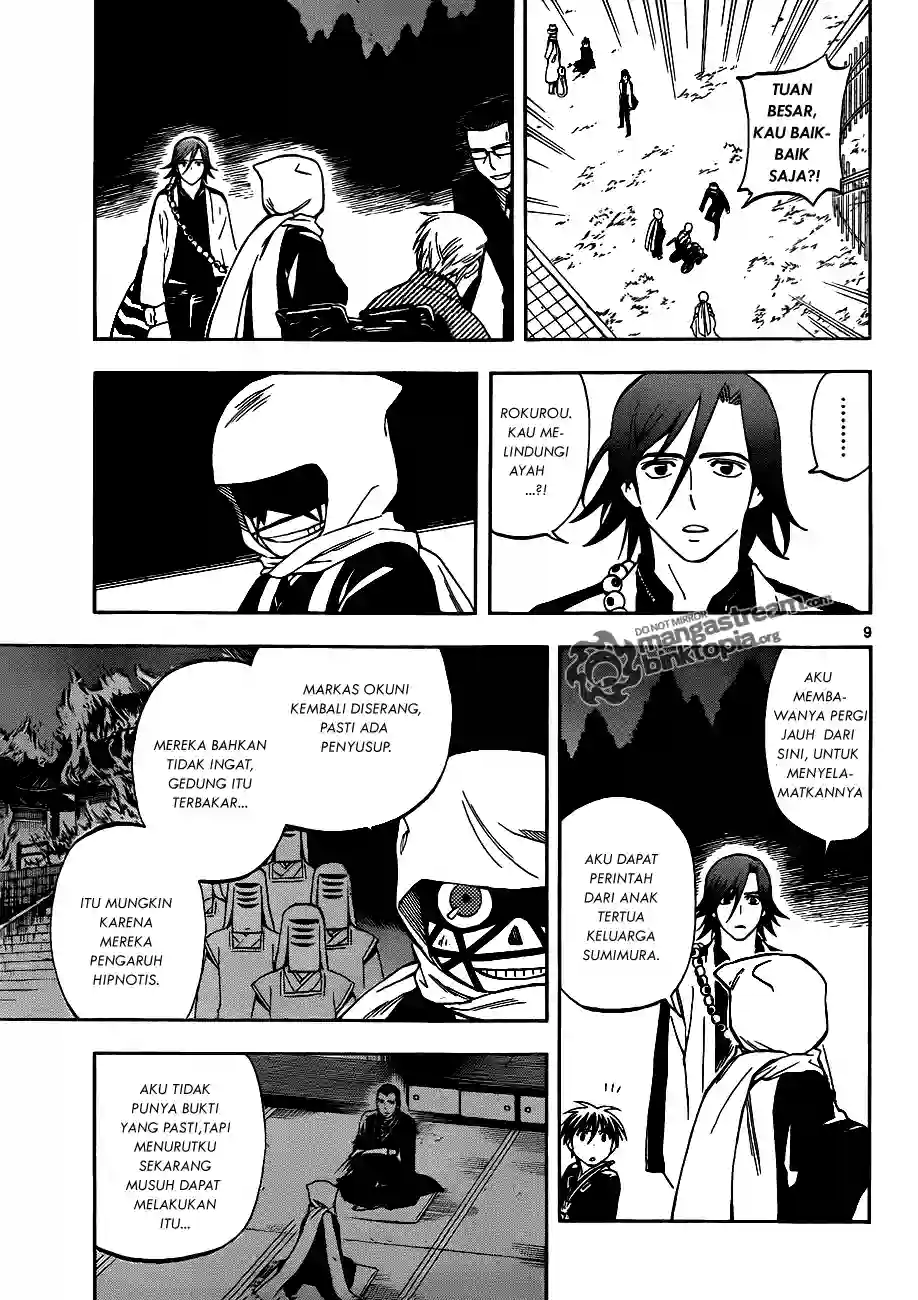 TUAN
BESAR,
KAU BAIK-
BAIK
SAJA?!
.........
ROKUROU.
KAU ME-
LINDUNGI
AYAH
...?!
DO NOT MIRROR
mangastream.com
binktopia.org
9
AKU
MEMBA-
WANYA PERGI
JAUH DARI
SINI, UNTUK
MENYELA-
MATKANNYA
AKU DAPAT
PERINTAH
DARI ANAK
TERTUA
KELUARGA
SUMIMURA.
MARKAS OKUNI
KEMBALI DISERANG,
PASTI ADA
PENYUSUP.
MEREKA BAHKAN
TIDAK INGAT,
GEDUNG ITU
TERBAKAR...
ITU MUNGKIN
KARENA
MEREKA
PENGARUH
HIPNOTIS.
AKU TIDAK
PUNYA BUKTI
YANG PASTI,TAPI
MENURUTKU
SEKARANG
MUSUH DAPAT
MELAKUKAN
ITU...